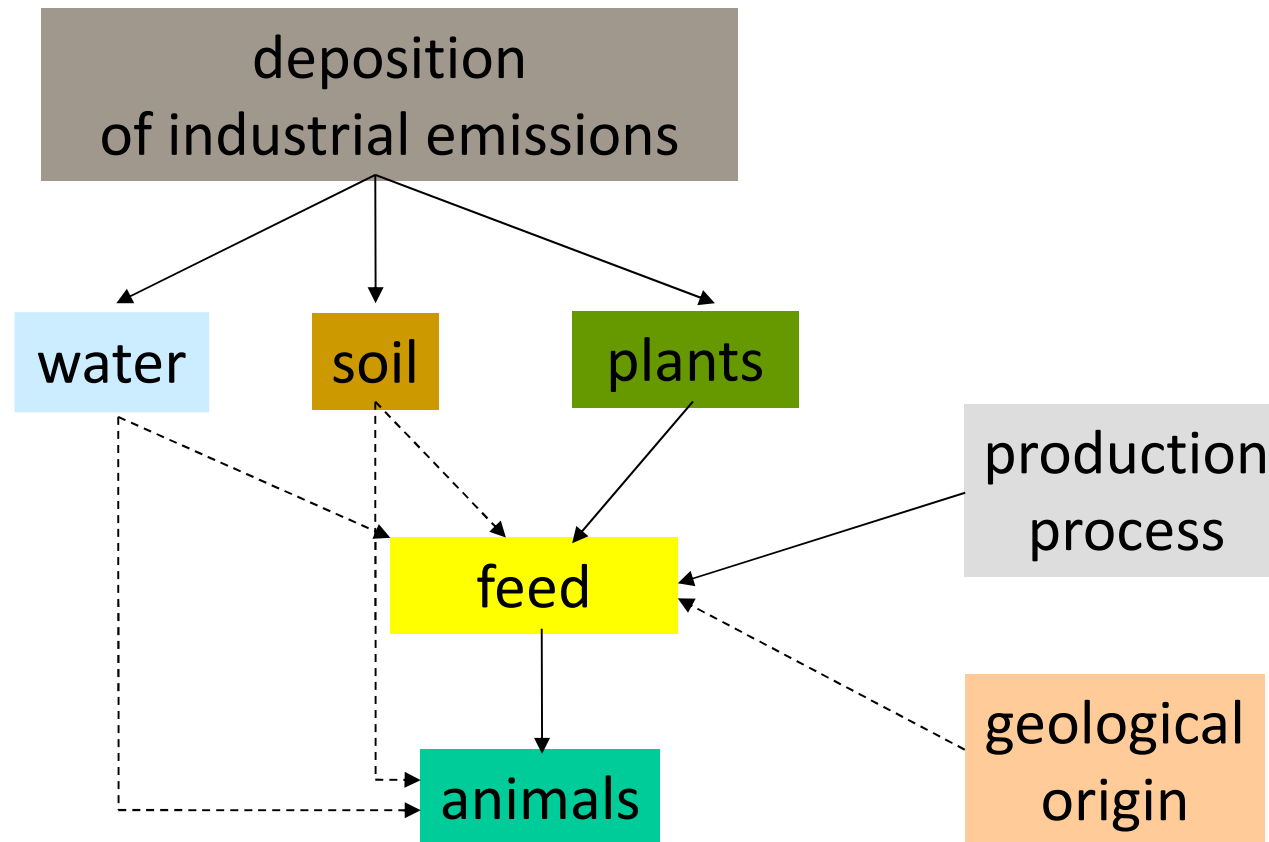 deposition
of industrial emissions
water
soil
plants
production
process
feed
geological
origin
animals